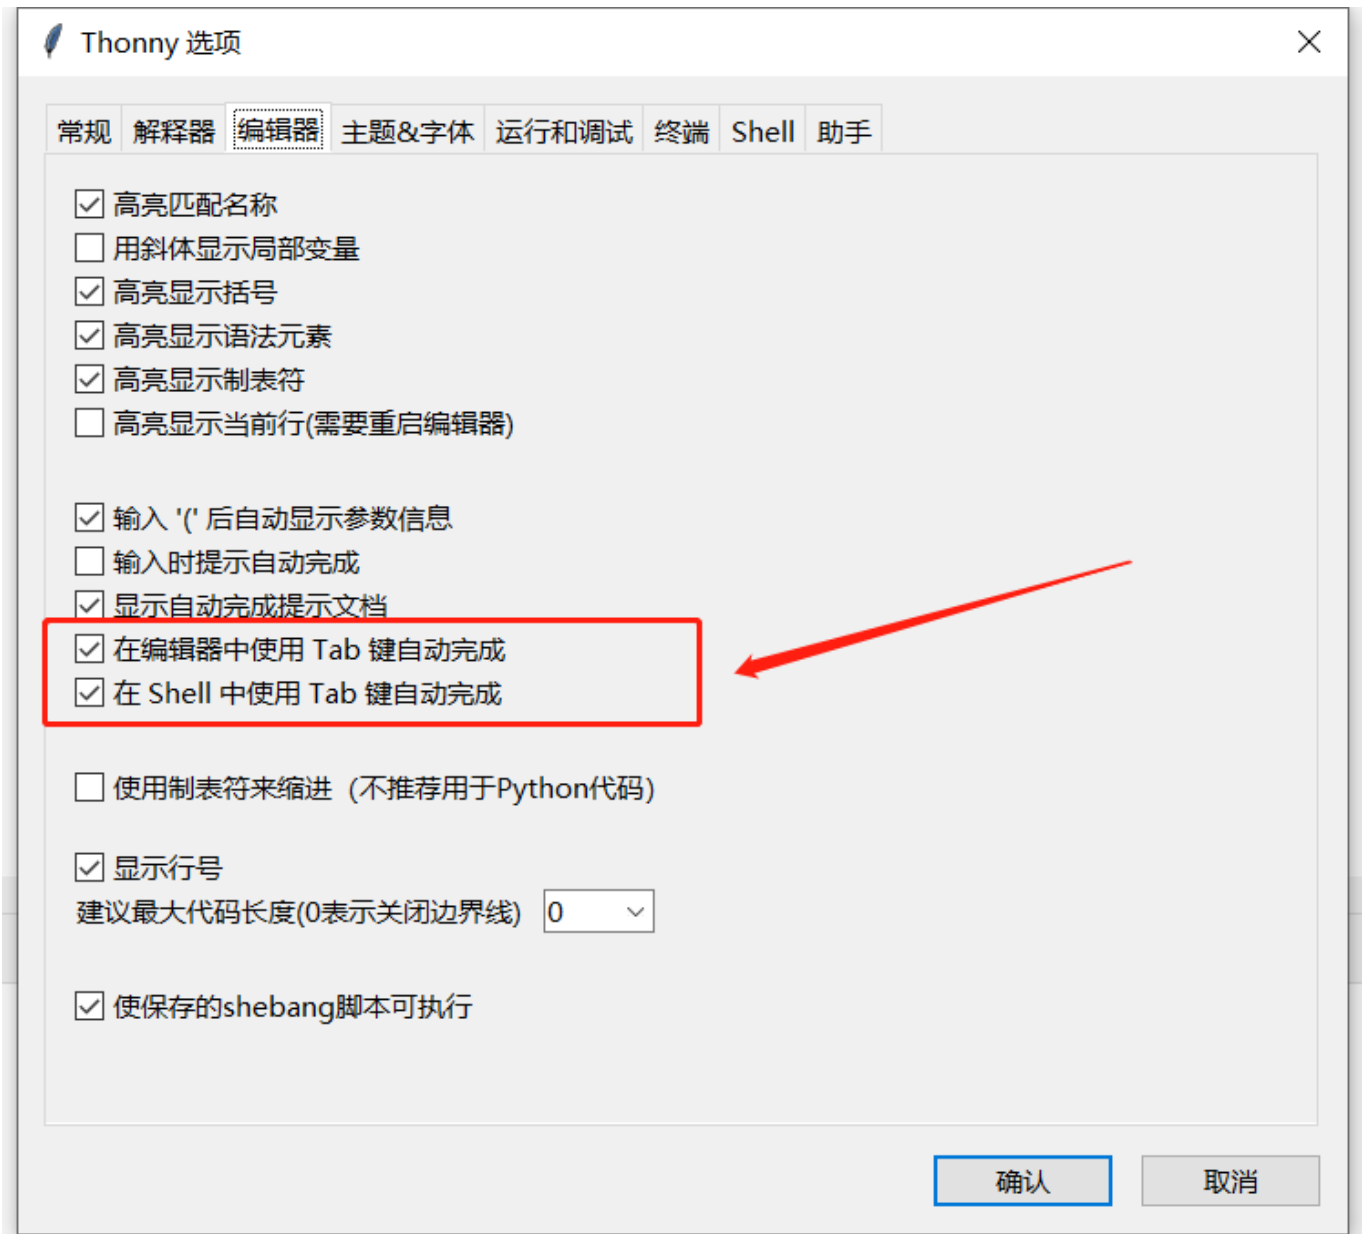 Thonny 选项
常规 解释器 编辑器 主题&字体 运行和调试 终端 Shell 助手
高亮匹配名称
用斜体显示局部变量
高亮显示括号
高亮显示语法元素
高亮显示制表符
高亮显示当前行(需要重启编辑器)
输入 '(' 后自动显示参数信息
输入时提示自动完成
显示自动完成提示文档
在编辑器中使用 Tab 键自动完成
在 Shell 中使用 Tab 键自动完成
使用制表符来缩进（不推荐用于Python代码）
显示行号
建议最大代码长度(0表示关闭边界线) 0
使保存的shebang脚本可执行
确认 取消